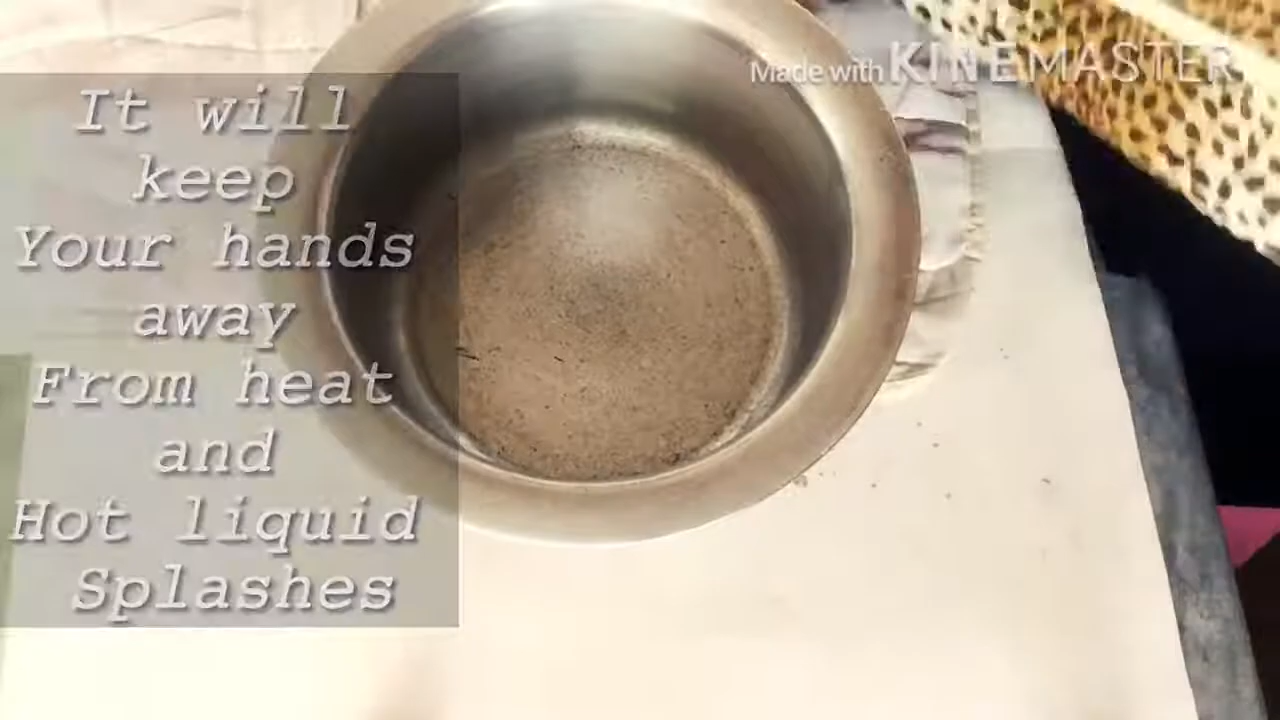 Made with KINEMASTER
It will
keep
Your hands
away
From heat
and
Hot liquid
Splashes